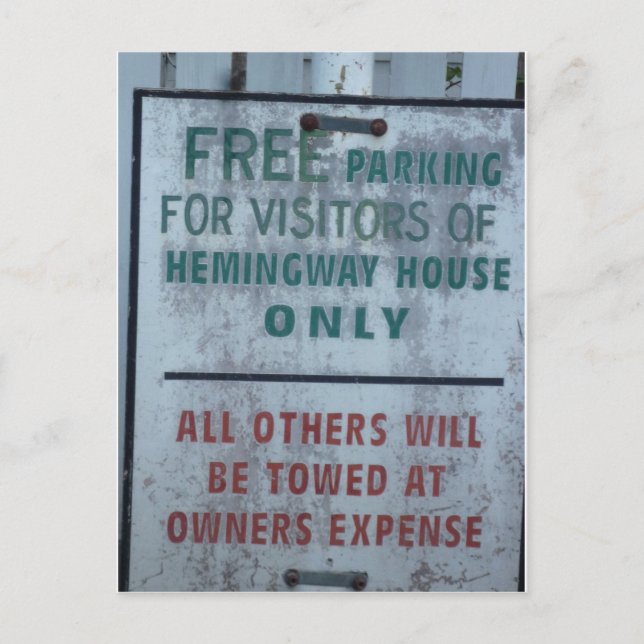 FREE PARKING
FOR VISITORS OF
HEMINGWAY HOUSE
ONLY
ALL OTHERS WILL
BE TOWED AT
OWNERS EXPENSE